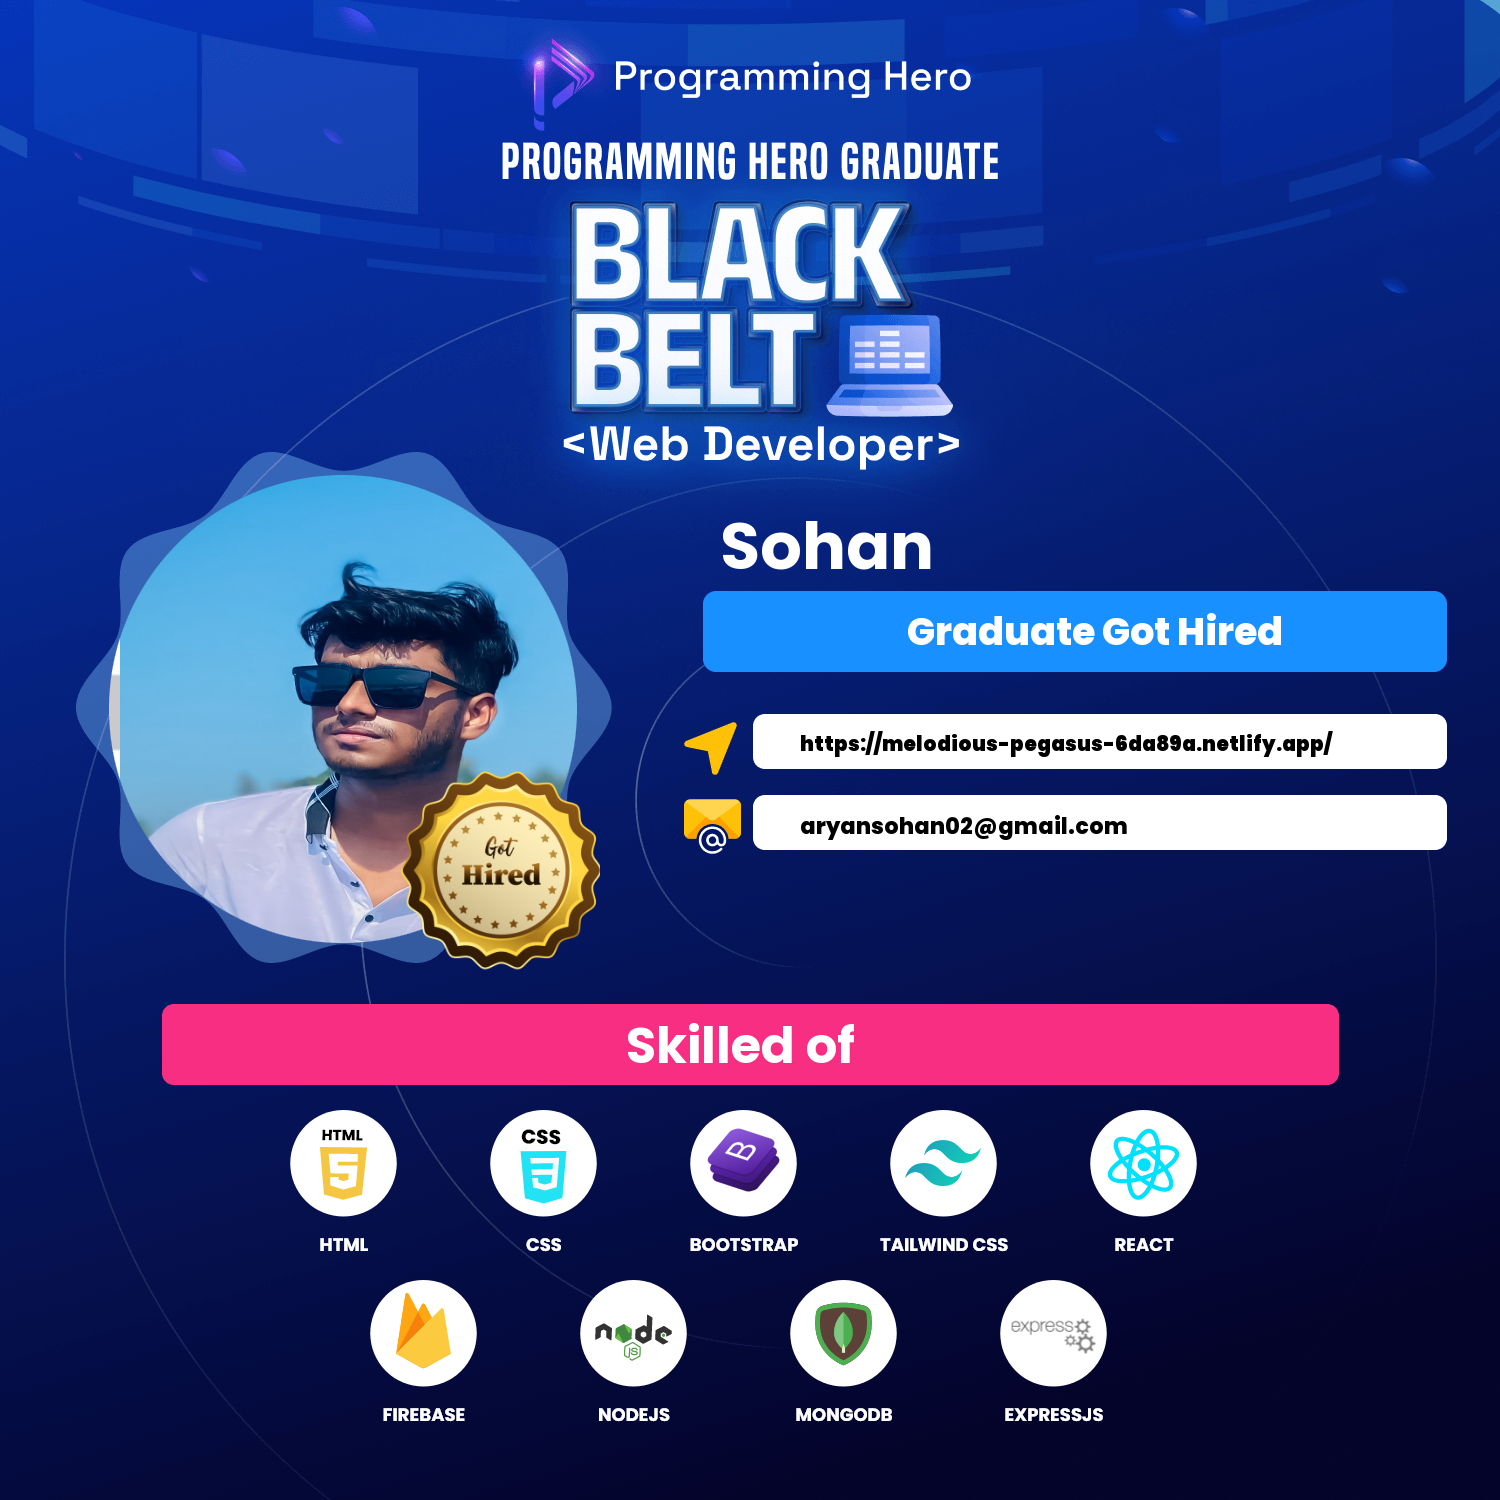 Programming Hero
PROGRAMMING HERO GRADUATE
BLACK
BELT
<Web Developer>
Sohan
Graduate Got Hired
https://melodious-pegasus-6da89a.netlify.app/
@
aryansohan02@gmail.com
Got
Hired
Skilled of
HTML
5
CSS
3
B
HTML
CSS
BOOTSTRAP
TAILWIND CSS
REACT
node
JS
express
FIREBASE
NODEJS
MONGODB
EXPRESSJS